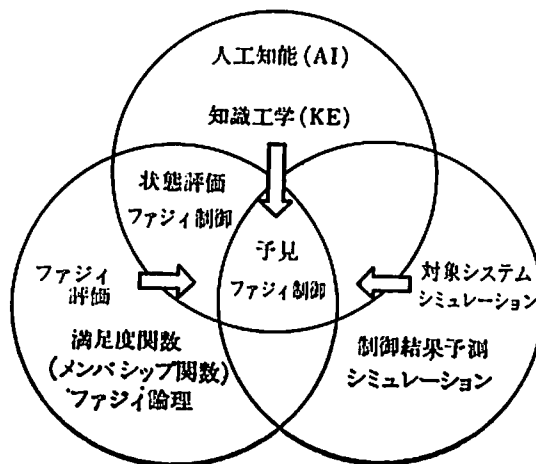 人工知能(AI)
知識工学(KE)
状態評価
ファジィ制御
予見
ファジィ制御
ファジィ
評価
対象システム
シミュレーション
満足度関数
(メンバシップ関数)
ファジィ論理
制御結果予測
シミュレーション